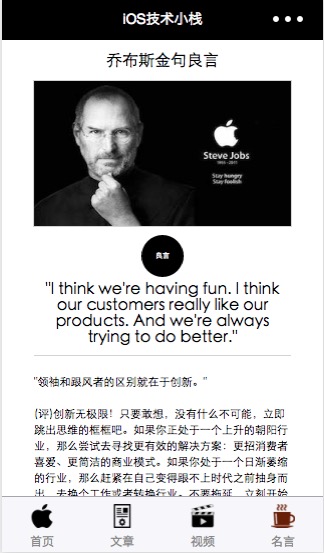 iOS技术小栈
乔布斯金句良言
Steve Jobs
1955 - 2011
Stay hungry
Stay foolish
良言
"I think we're having fun. I think
our customers really like our
products. And we're always
trying to do better."
"领袖和跟风者的区别就在于创新。"
(评)创新无极限！只要敢想，没有什么不可能，立即
跳出思维的框框吧。如果你正处于一个上升的朝阳行
业，那么尝试去寻找更有效的解决方案：更招消费者
喜爱、更简洁的商业模式。如果你处于一个日渐萎缩
的行业，那么赶紧在自己变得跟不上时代之前抽身而
出，去换个工作或者转换行业。不要拖延，立刻开始
首页
文章
视频
名言